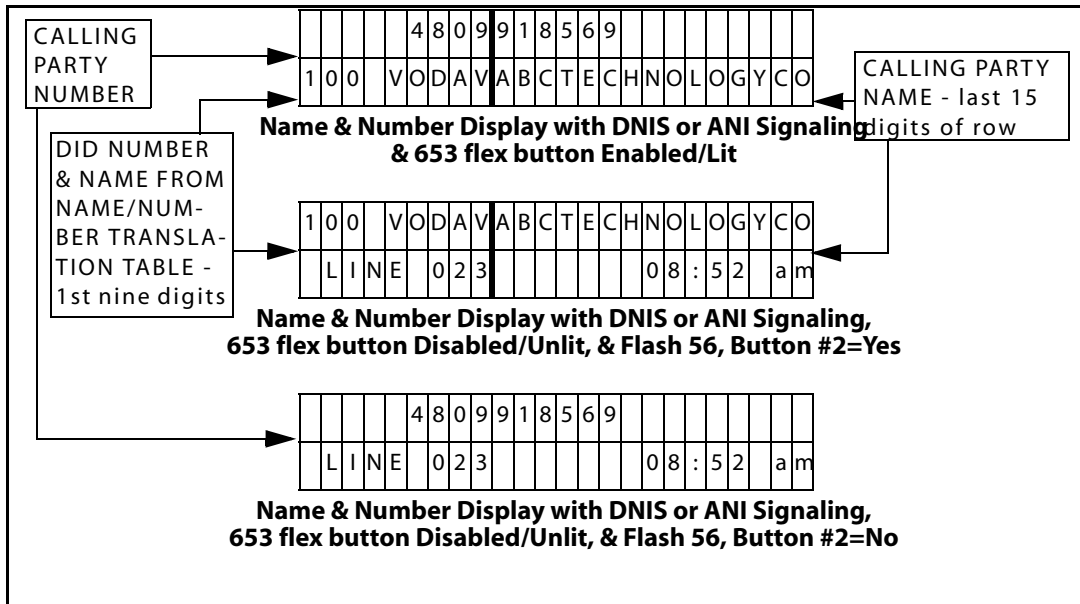 CALLING
PARTY
NUMBER
4809918569
100 VODAVABCTECHNOLOGYCO
CALLING PARTY
NAME - last 15
digits of row
Name & Number Display with DNIS or ANI Signaling
& 653 flex button Enabled/Lit
DID NUMBER
& NAME FROM
NAME/NUM-
BER TRANSLA-
TION TABLE -
1st nine digits
100 VODAVABCTECHNOLOGYCO
LINE 023 08:52 am
Name & Number Display with DNIS or ANI Signaling,
653 flex button Disabled/Unlit, & Flash 56, Button #2=Yes
4809918569
LINE 023 08:52 am
Name & Number Display with DNIS or ANI Signaling,
653 flex button Disabled/Unlit, & Flash 56, Button #2=No